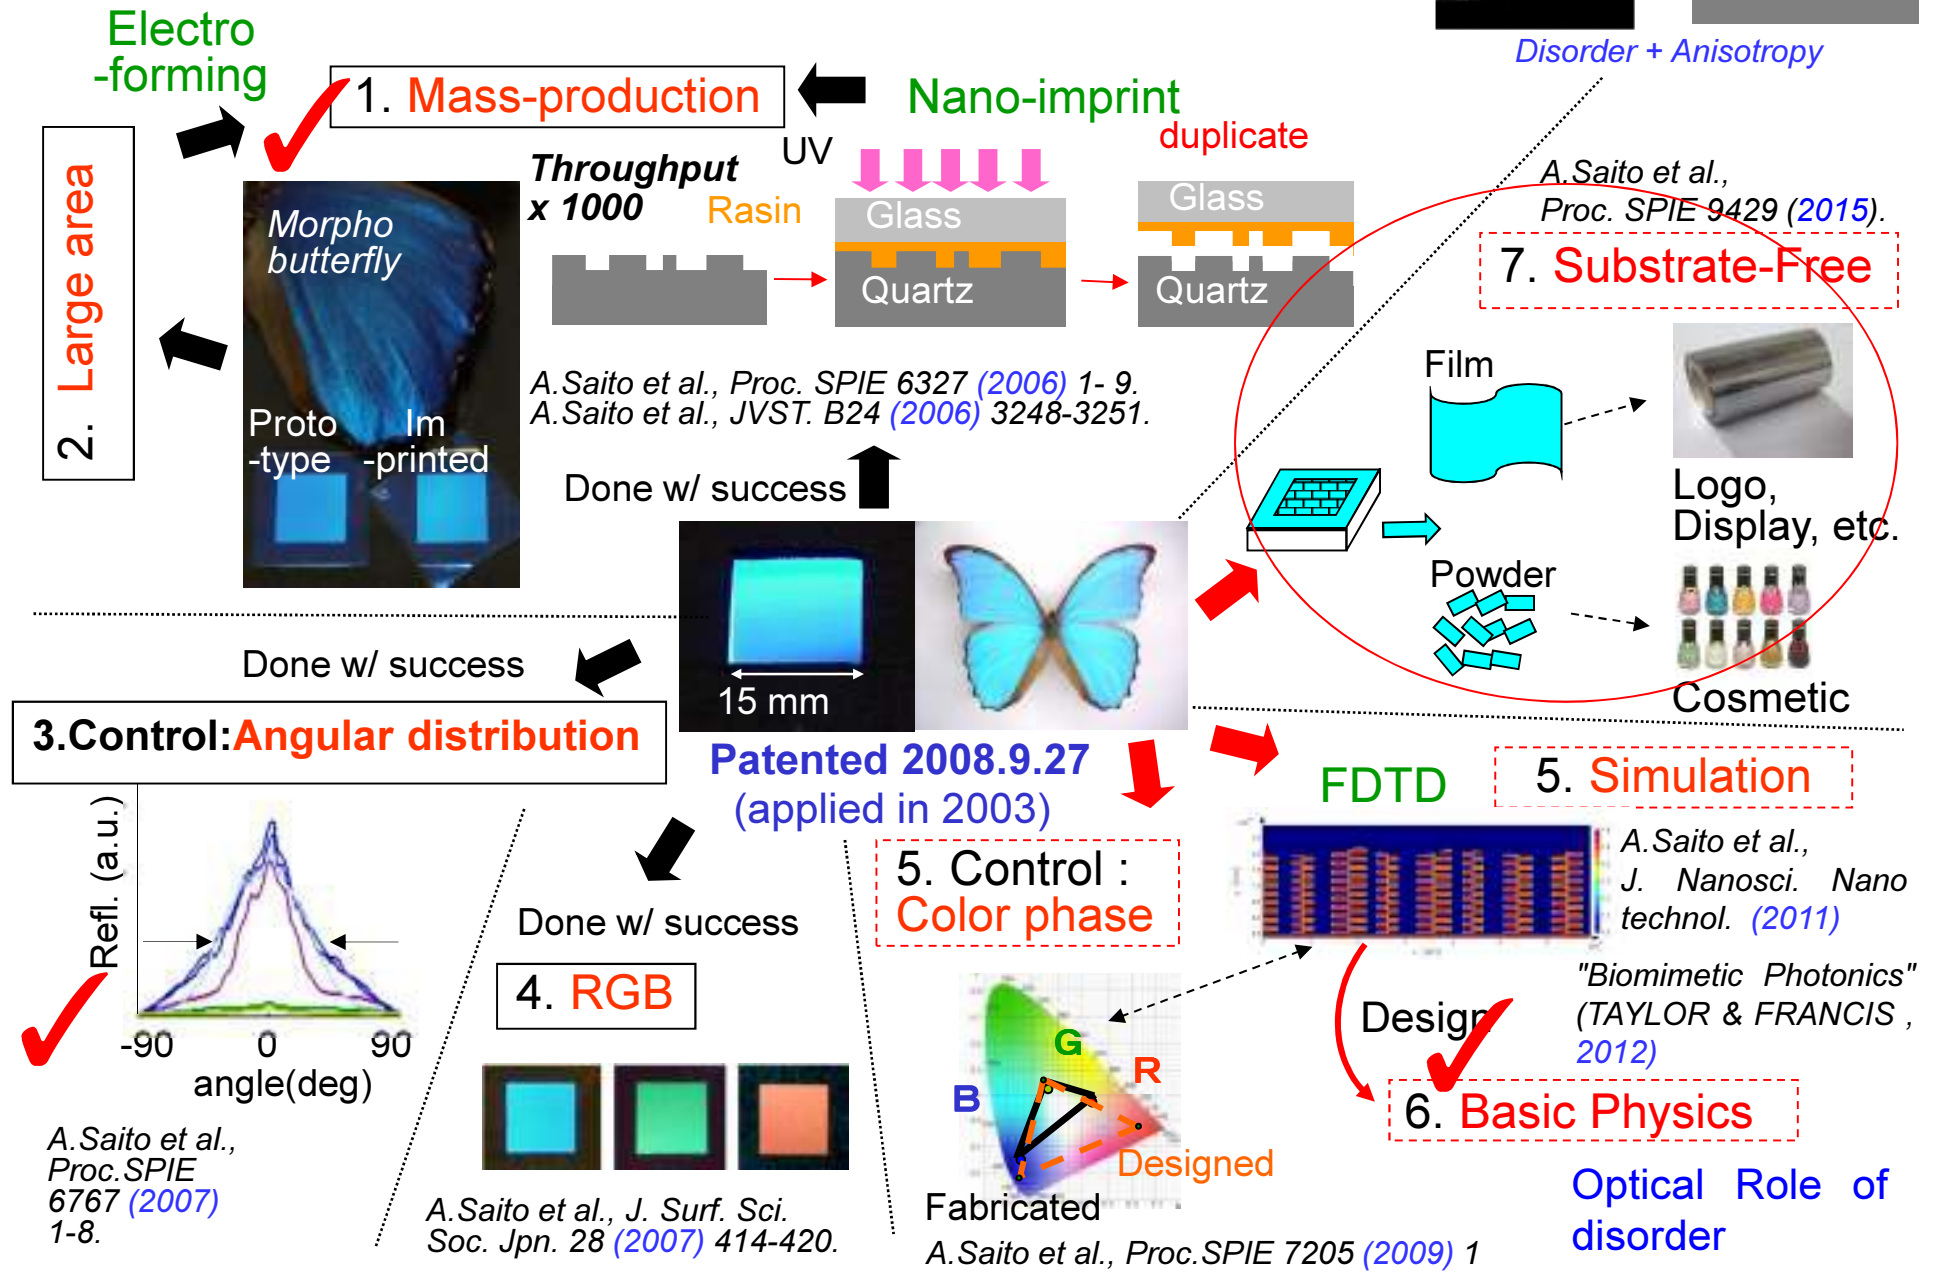 Electro
-forming
1. Mass-production
Nano-imprint
Disorder + Anisotropy
2. Large area
Morpho
butterfly
Proto
-type
Im
-printed
Throughput
x 1000
UV
Rasin
Glass
Quartz
duplicate
Glass
Quartz
A.Saito et al., Proc. SPIE 6327 (2006) 1- 9.
A.Saito et al., JVST. B24 (2006) 3248-3251.
Done w/ success
A.Saito et al.,
Proc. SPIE 9429 (2015).
7. Substrate-Free
Film
Logo,
Display, etc.
Powder
Cosmetic
15 mm
Patented 2008.9.27
(applied in 2003)
Done w/ success
3.Control:Angular distribution
Refl. (a.u.)
-90 0 90
angle(deg)
A.Saito et al.,
Proc.SPIE
6767 (2007)
1-8.
Done w/ success
4. RGB
A.Saito et al., J. Surf. Sci.
Soc. Jpn. 28 (2007) 414-420.
5. Control :
Color phase
G
R
B
Designed
Fabricated
A.Saito et al., Proc.SPIE 7205 (2009) 1
FDTD
5. Simulation
A.Saito et al.,
J. Nanosci. Nano
technol. (2011)
"Biomimetic Photonics"
(TAYLOR & FRANCIS ,
2012)
Design
6. Basic Physics
Optical Role of
disorder